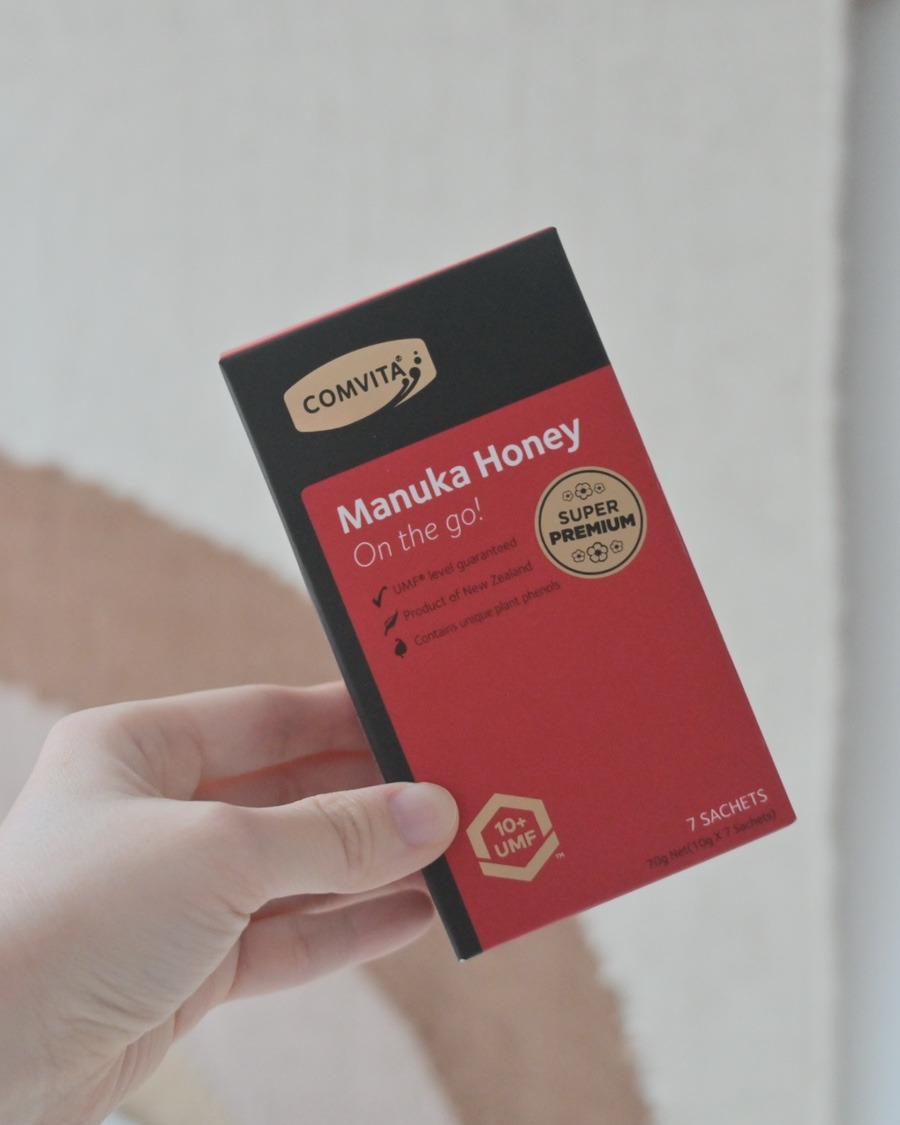 COMVITA®
Manuka Honey
On the go!
SUPER
PREMIUM
UMF® level guaranteed
Product of New Zealand
Contains unique plant phenols
10+
UMF™
7 SACHETS
70g Net(10g X 7 Sachets)